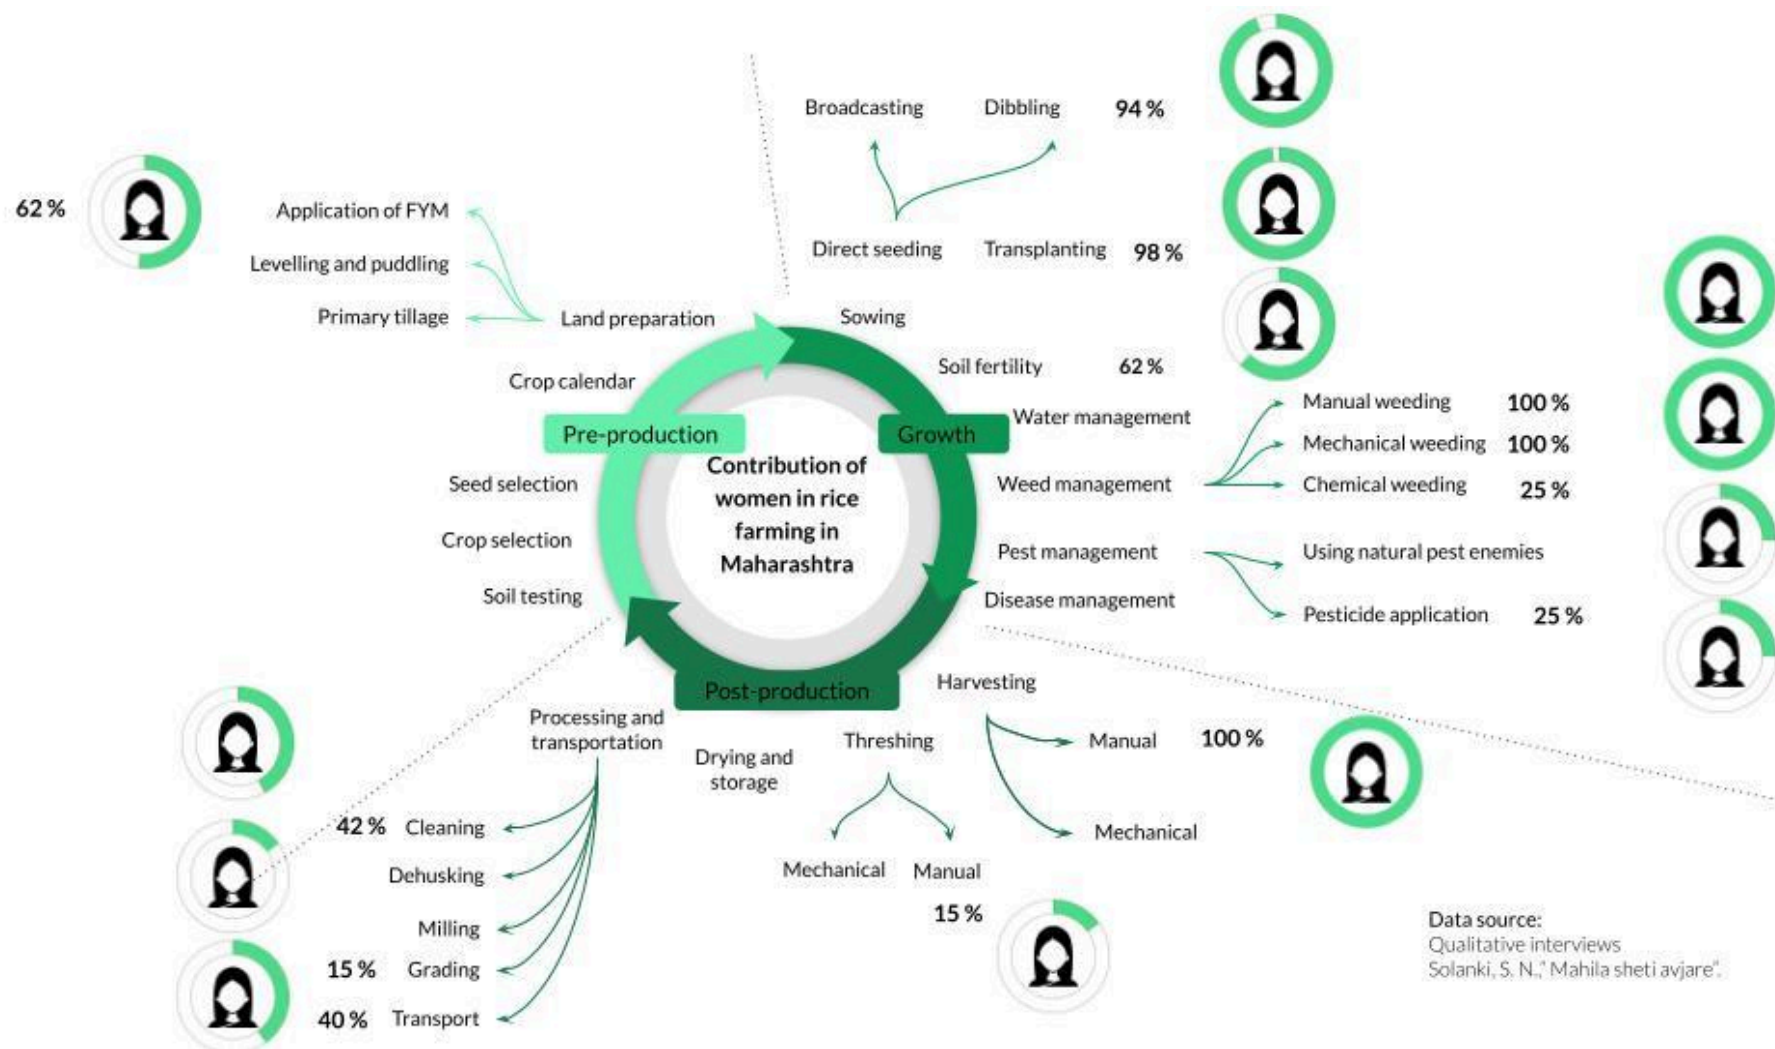 Broadcasting
Dibbling
94 %
62 %
Application of FYM
Levelling and puddling
Direct seeding
Transplanting
98 %
Primary tillage
Land preparation
Sowing
Crop calendar
Soil fertility
62 %
Water management
Manual weeding
100 %
Pre-production
Growth
Mechanical weeding
100 %
Contribution of
women in rice
farming in
Maharashtra
Seed selection
Weed management
Chemical weeding
25 %
Crop selection
Pest management
Using natural pest enemies
Soil testing
Disease management
Pesticide application
25 %
Post-production
Harvesting
Processing and
transportation
Drying and
storage
Threshing
Manual
100 %
Mechanical
42 %
Cleaning
Dehusking
Mechanical
Manual
15 %
Milling
15 %
Grading
40 %
Transport
Data source:
Qualitative interviews
Solanki, S. N.," Mahila sheti avjare".